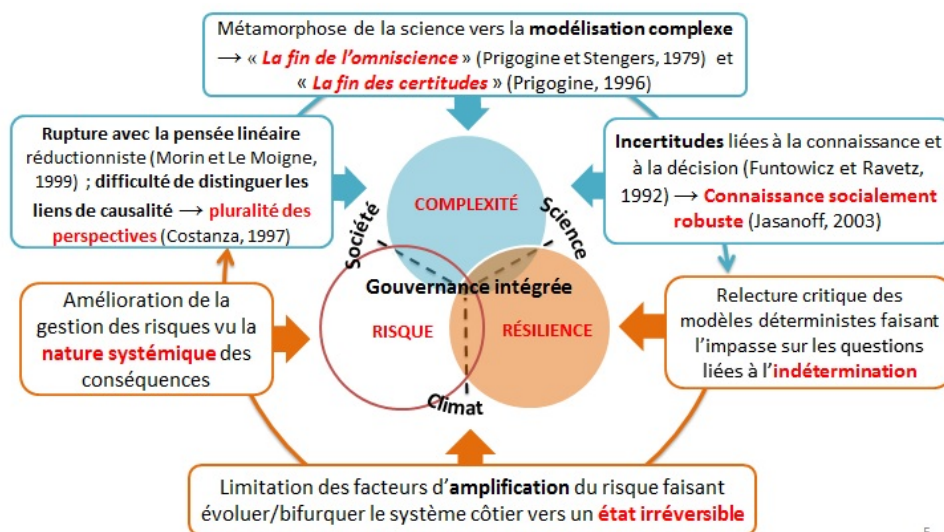 Métamorphose de la science vers la modélisation complexe
→ « La fin de l’omniscience » (Prigogine et Stengers, 1979) et
« La fin des certitudes » (Prigogine, 1996)
Rupture avec la pensée linéaire
réductionniste (Morin et Le Moigne,
1999) ; difficulté de distinguer les
liens de causalité → pluralité des
perspectives (Costanza, 1997)
Incertitudes liées à la connaissance et
à la décision (Funtowicz et Ravetz,
1992) → Connaissance socialement
robuste (Jasanoff, 2003)
COMPLEXITÉ
Société
Science
Gouvernance intégrée
RISQUE
RÉSILIENCE
Climat
Amélioration de la
gestion des risques vu la
nature systémique des
conséquences
Relecture critique des
modèles déterministes faisant
l’impasse sur les questions
liées à l’indétermination
Limitation des facteurs d’amplification du risque faisant
évoluer/bifurquer le système côtier vers un état irréversible
5